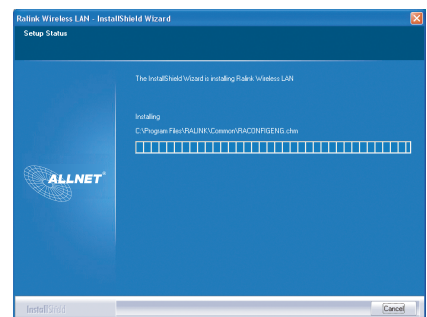 Ralink Wireless LAN - InstallShield Wizard
Setup Status
The InstallShield Wizard is installing Ralink Wireless LAN
Installing
C:\Program Files\RALINK\Common\RACONFIGENG.chm
ALLNET®
InstallShield
Cancel